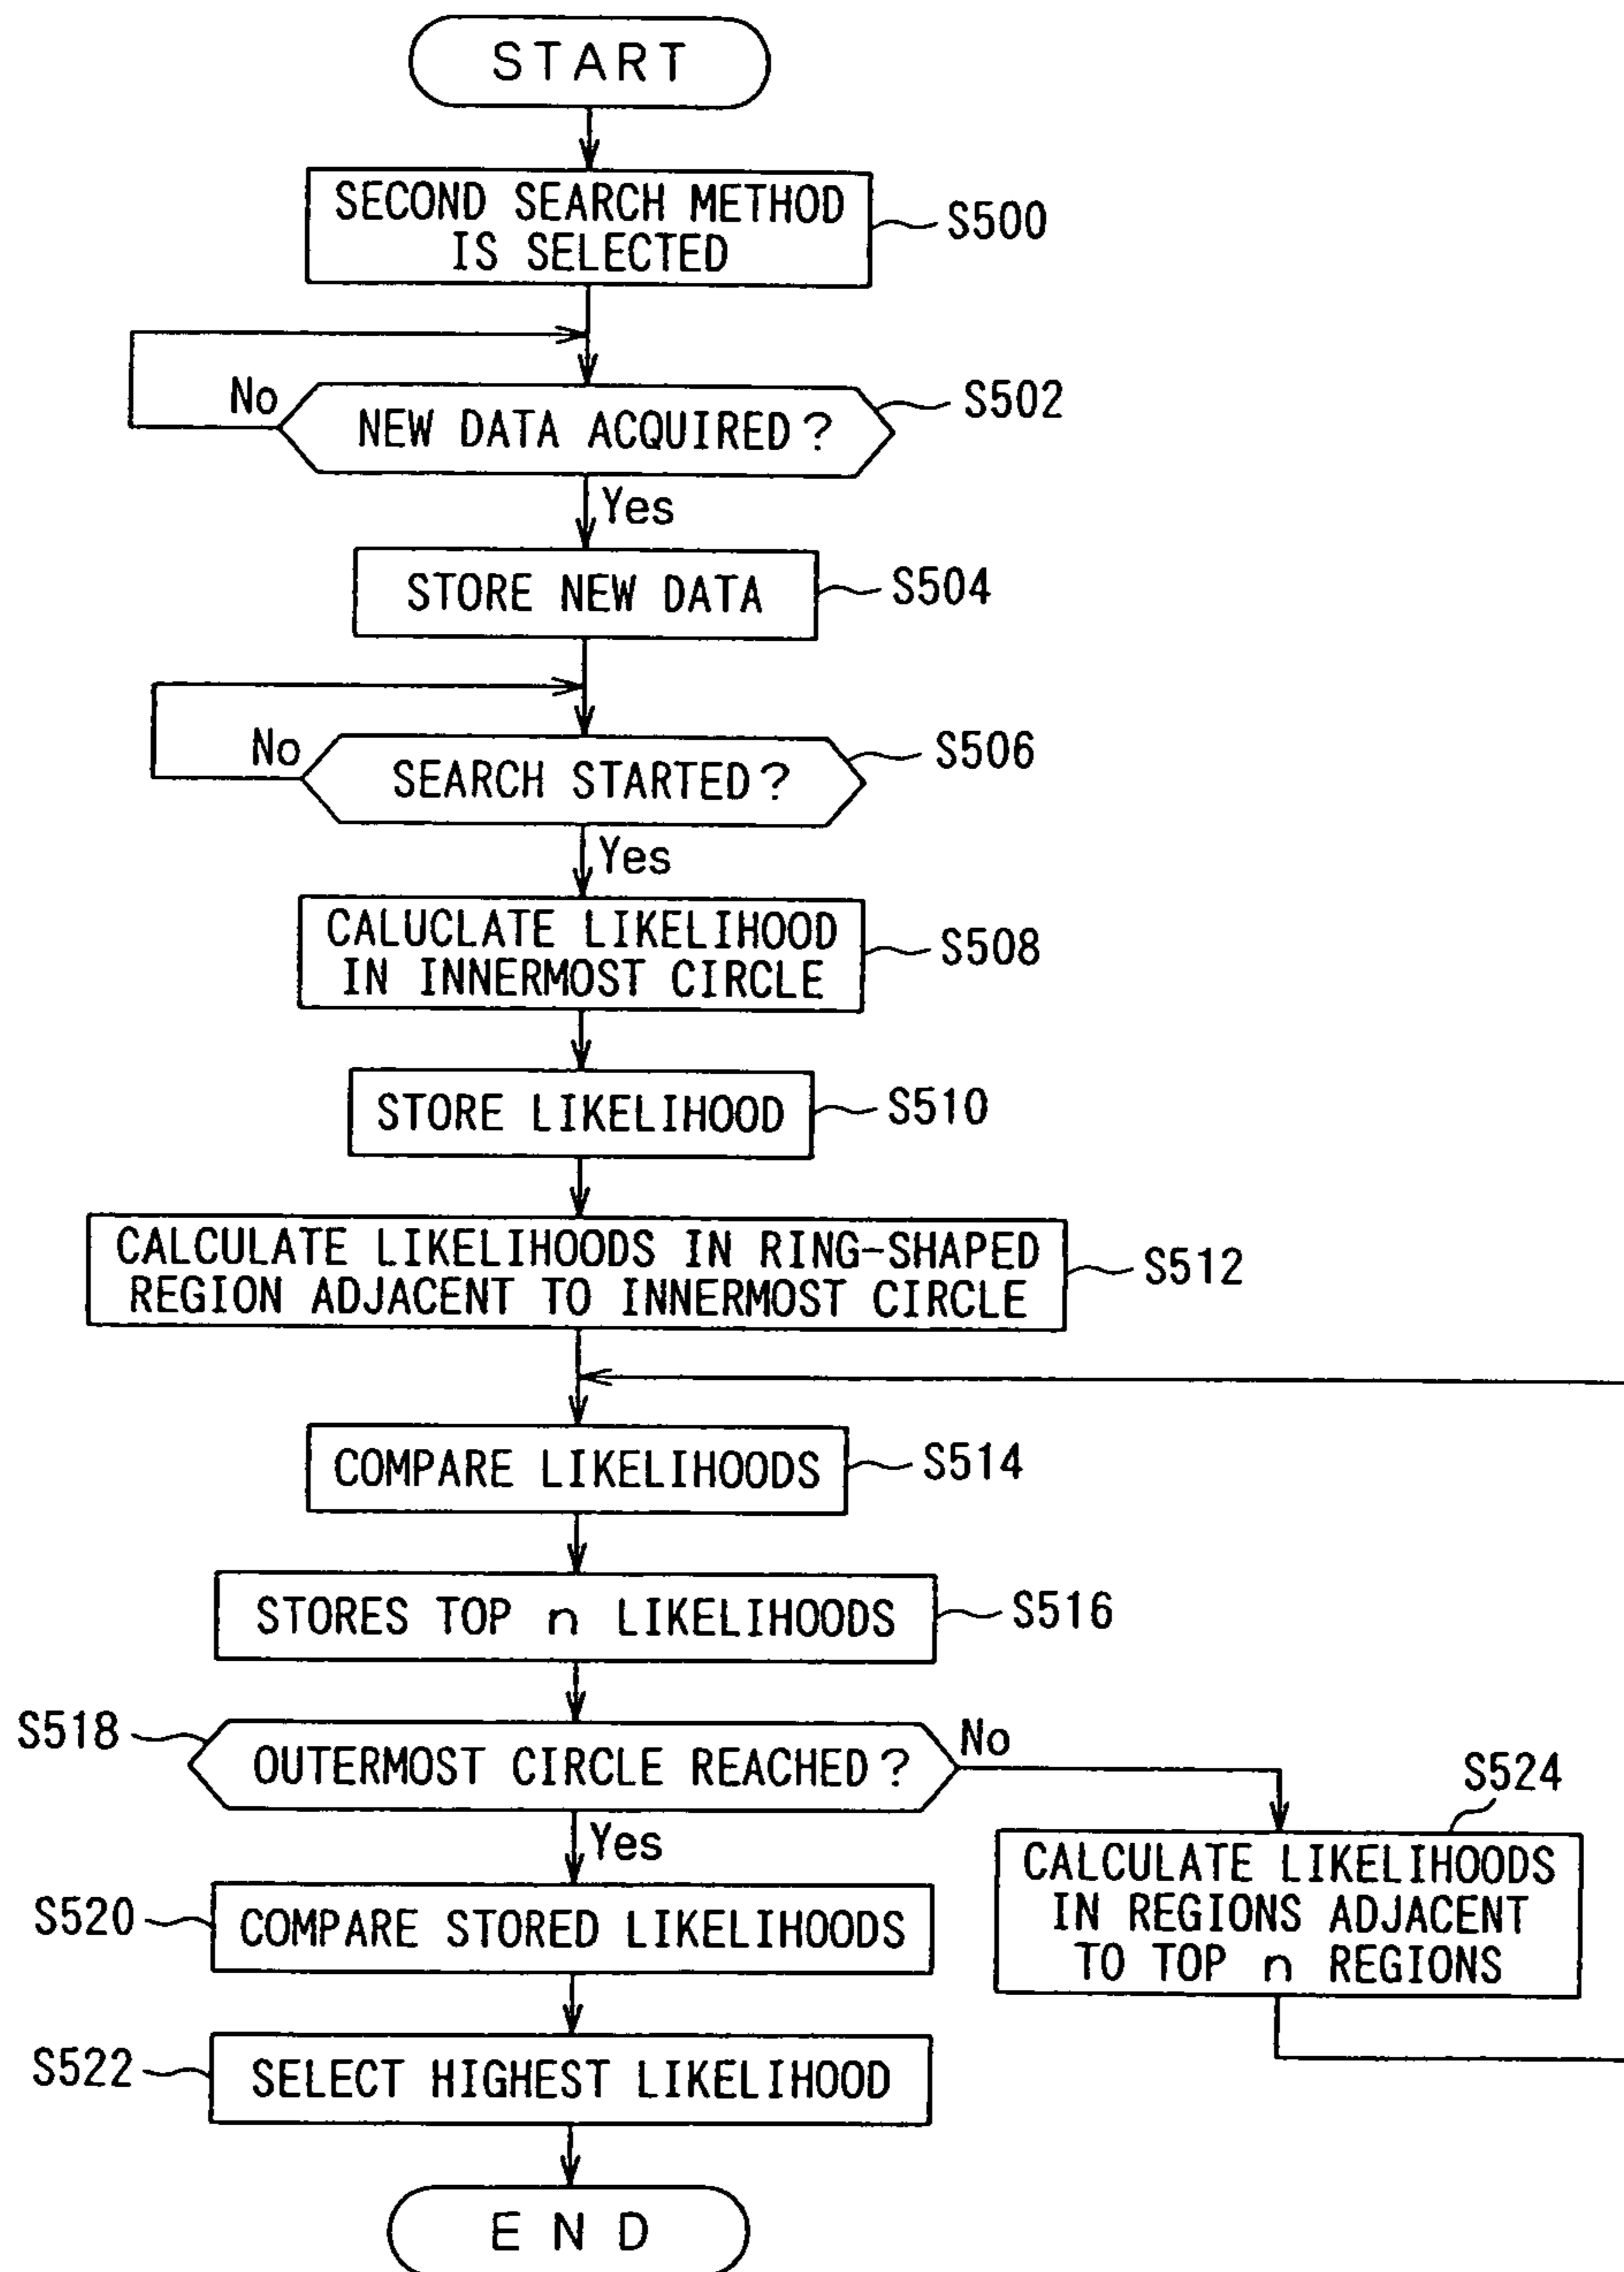 START
SECOND SEARCH METHOD
IS SELECTED
S500
No
NEW DATA ACQUIRED?
S502
Yes
STORE NEW DATA
S504
No
SEARCH STARTED?
S506
Yes
CALUCLATE LIKELIHOOD
IN INNERMOST CIRCLE
S508
STORE LIKELIHOOD
S510
CALCULATE LIKELIHOODS IN RING-SHAPED
REGION ADJACENT TO INNERMOST CIRCLE
S512
COMPARE LIKELIHOODS
S514
STORES TOP n LIKELIHOODS
S516
S518
OUTERMOST CIRCLE REACHED?
No
Yes
S524
CALCULATE LIKELIHOODS
IN REGIONS ADJACENT
TO TOP n REGIONS
S520
COMPARE STORED LIKELIHOODS
S522
SELECT HIGHEST LIKELIHOOD
END